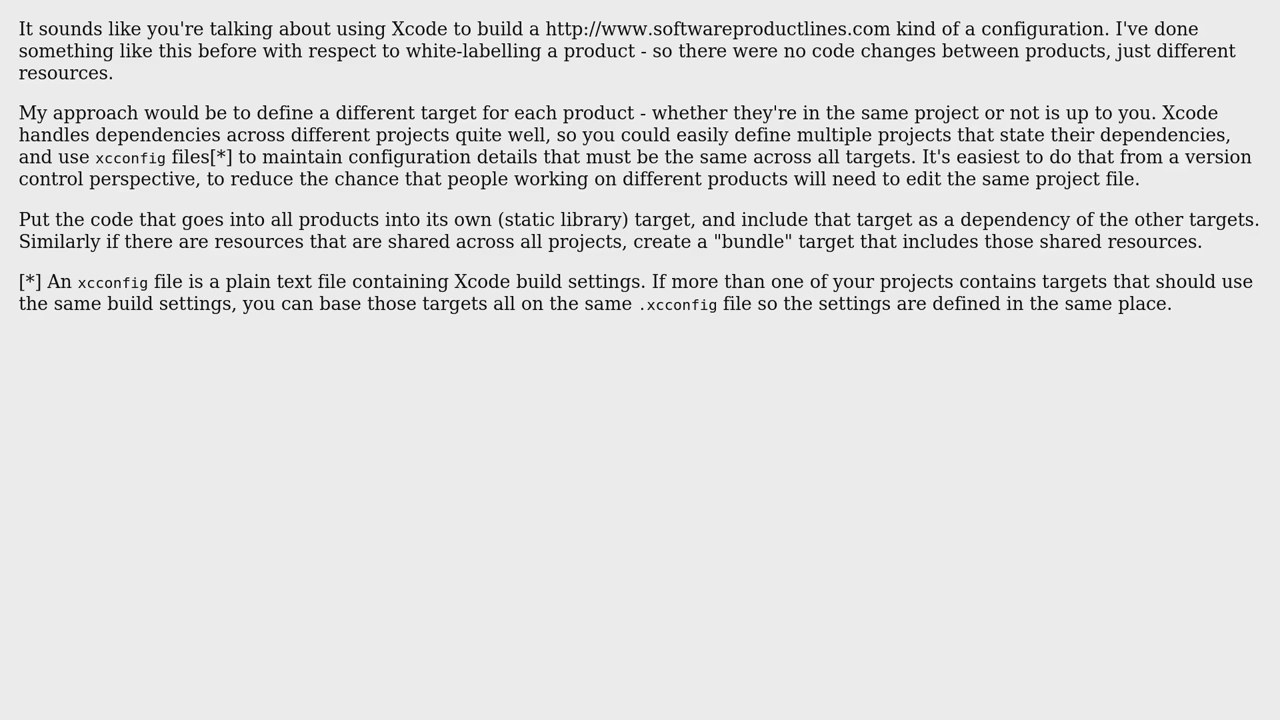 It sounds like you're talking about using Xcode to build a http://www.softwareproductlines.com kind of a configuration. I've done
something like this before with respect to white-labelling a product - so there were no code changes between products, just different
resources.
My approach would be to define a different target for each product - whether they're in the same project or not is up to you. Xcode
handles dependencies across different projects quite well, so you could easily define multiple projects that state their dependencies,
and use xcconfig files[*] to maintain configuration details that must be the same across all targets. It's easiest to do that from a version
control perspective, to reduce the chance that people working on different products will need to edit the same project file.
Put the code that goes into all products into its own (static library) target, and include that target as a dependency of the other targets.
Similarly if there are resources that are shared across all projects, create a "bundle" target that includes those shared resources.
[*] An xcconfig file is a plain text file containing Xcode build settings. If more than one of your projects contains targets that should use
the same build settings, you can base those targets all on the same .xcconfig file so the settings are defined in the same place.